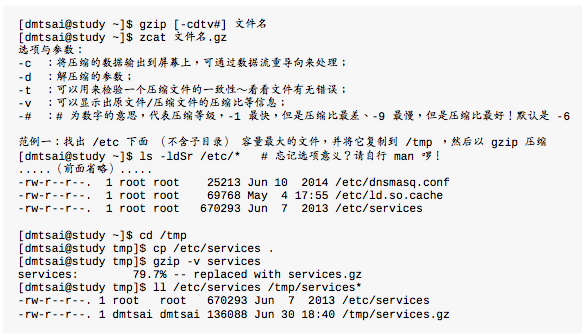 [dmtsai@study ~]$ gzip [-cdtv#] 文件名
[dmtsai@study ~]$ zcat 文件名.gz
选项与参数：
-c ：将压缩的数据输出到屏幕上，可通过数据流重导向来处理；
-d ：解压缩的参数；
-t ：可以用来检验一个压缩文件的一致性～看看文件有无错误；
-v ：可以显示出原文件/压缩文件的压缩比等信息；
-# ：# 为数字的意思，代表压缩等级，-1 最快，但是压缩比最差、-9 最慢，但是压缩比最好！默认是 -6
范例一：找出 /etc 下面 （不含子目录） 容量最大的文件，并将它复制到 /tmp ，然后以 gzip 压缩
[dmtsai@study ~]$ ls -ldSr /etc/* # 忘记选项意义？请自行 man 啰！
.....（前面省略）.....
-rw-r--r--. 1 root root 25213 Jun 10 2014 /etc/dnsmasq.conf
-rw-r--r--. 1 root root 69768 May 4 17:55 /etc/ld.so.cache
-rw-r--r--. 1 root root 670293 Jun 7 2013 /etc/services
[dmtsai@study ~]$ cd /tmp
[dmtsai@study tmp]$ cp /etc/services .
[dmtsai@study tmp]$ gzip -v services
services: 79.7% -- replaced with services.gz
[dmtsai@study tmp]$ ll /etc/services /tmp/services*
-rw-r--r--. 1 root root 670293 Jun 7 2013 /etc/services
-rw-r--r--. 1 dmtsai dmtsai 136088 Jun 30 18:40 /tmp/services.gz